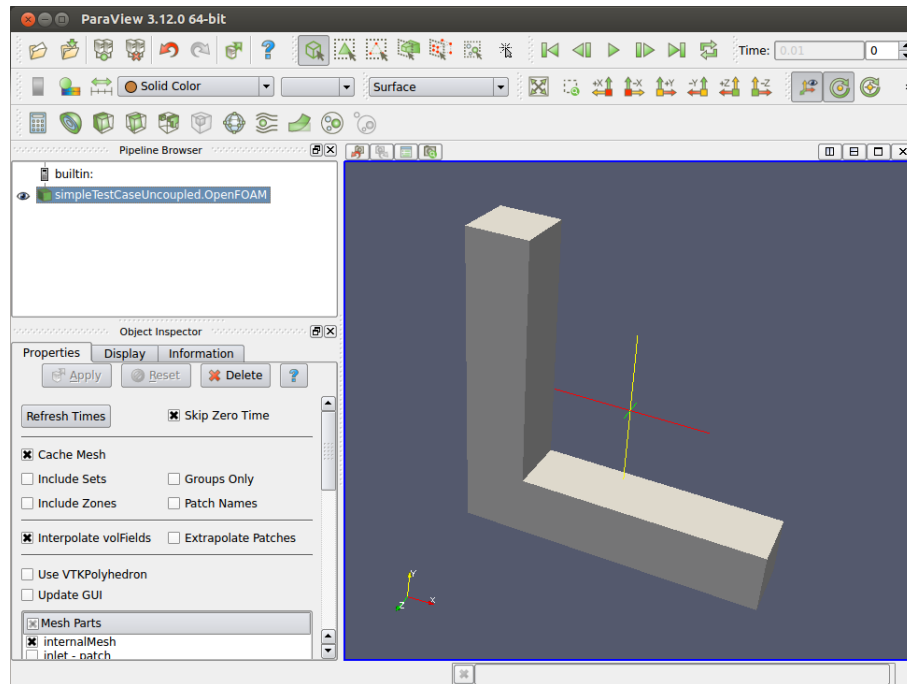 ParaView 3.12.0 64-bit
Time: 0.01 0
Solid Color Surface
+X -X +Y -Y +Z -Z
Pipeline Browser
builtin:
simpleTestCaseUncoupled.OpenFOAM
Object Inspector
Properties Display Information
Apply Reset Delete ?
Refresh Times Skip Zero Time
Cache Mesh
Include Sets Groups Only
Include Zones Patch Names
Interpolate volFields Extrapolate Patches
Use VTKPolyhedron
Update GUI
Mesh Parts
internalMesh
inlet - patch
Y
Z X